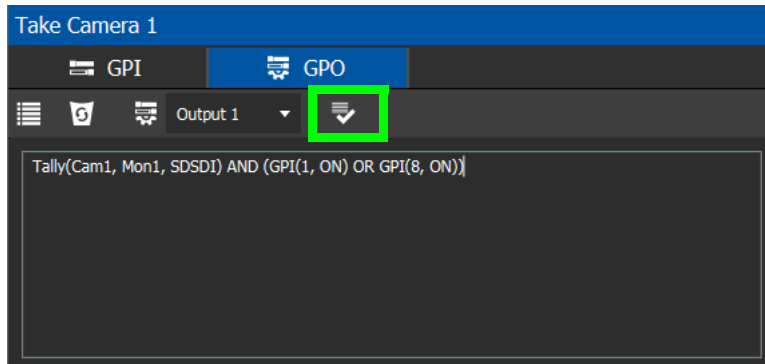 Take Camera 1
GPI GPO
Output 1
Tally(Cam1, Mon1, SDSDI) AND (GPI(1, ON) OR GPI(8, ON))